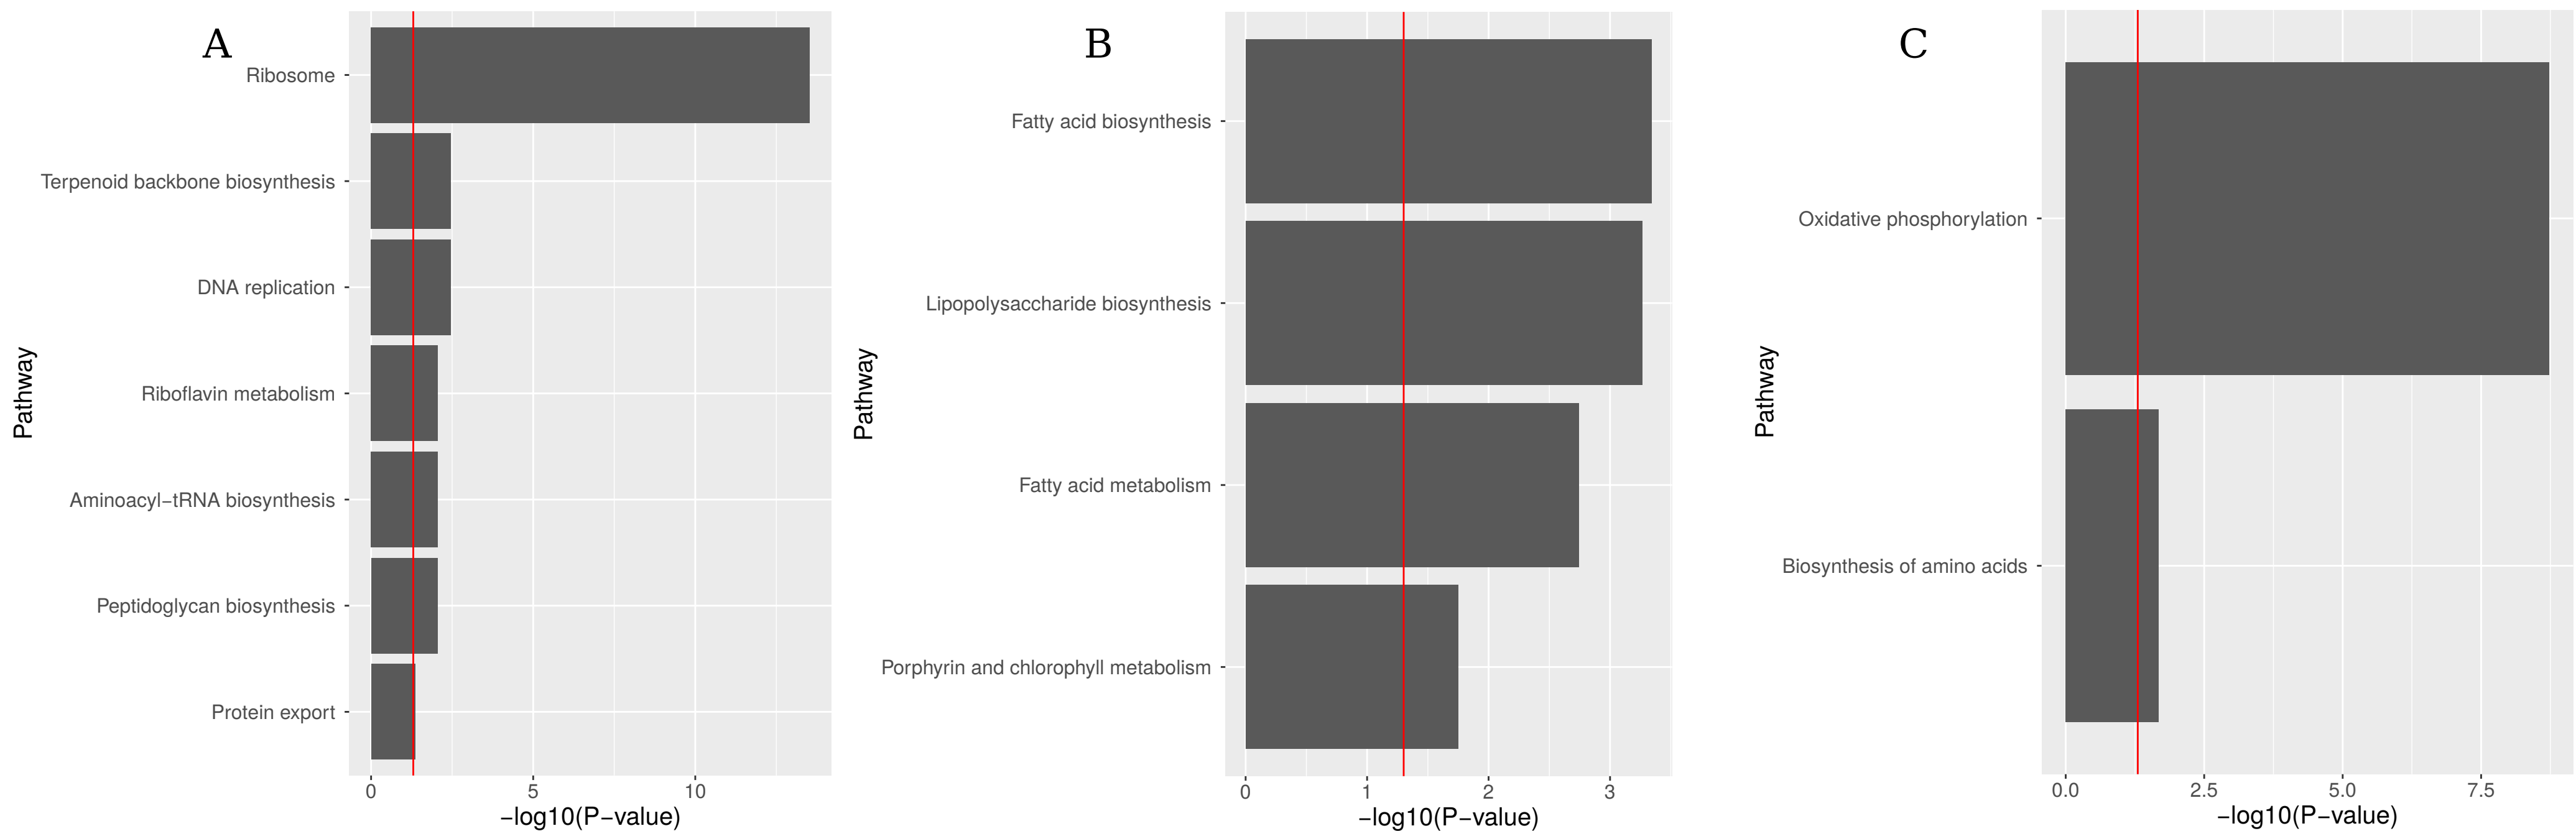 A
Ribosome
Terpenoid backbone biosynthesis
DNA replication
Riboflavin metabolism
Aminoacyl−tRNA biosynthesis
Peptidoglycan biosynthesis
Protein export
Pathway
0 5 10
−log10(P−value)
B
Fatty acid biosynthesis
Lipopolysaccharide biosynthesis
Fatty acid metabolism
Porphyrin and chlorophyll metabolism
Pathway
0 1 2 3
−log10(P−value)
C
Oxidative phosphorylation
Biosynthesis of amino acids
Pathway
0.0 2.5 5.0 7.5
−log10(P−value)